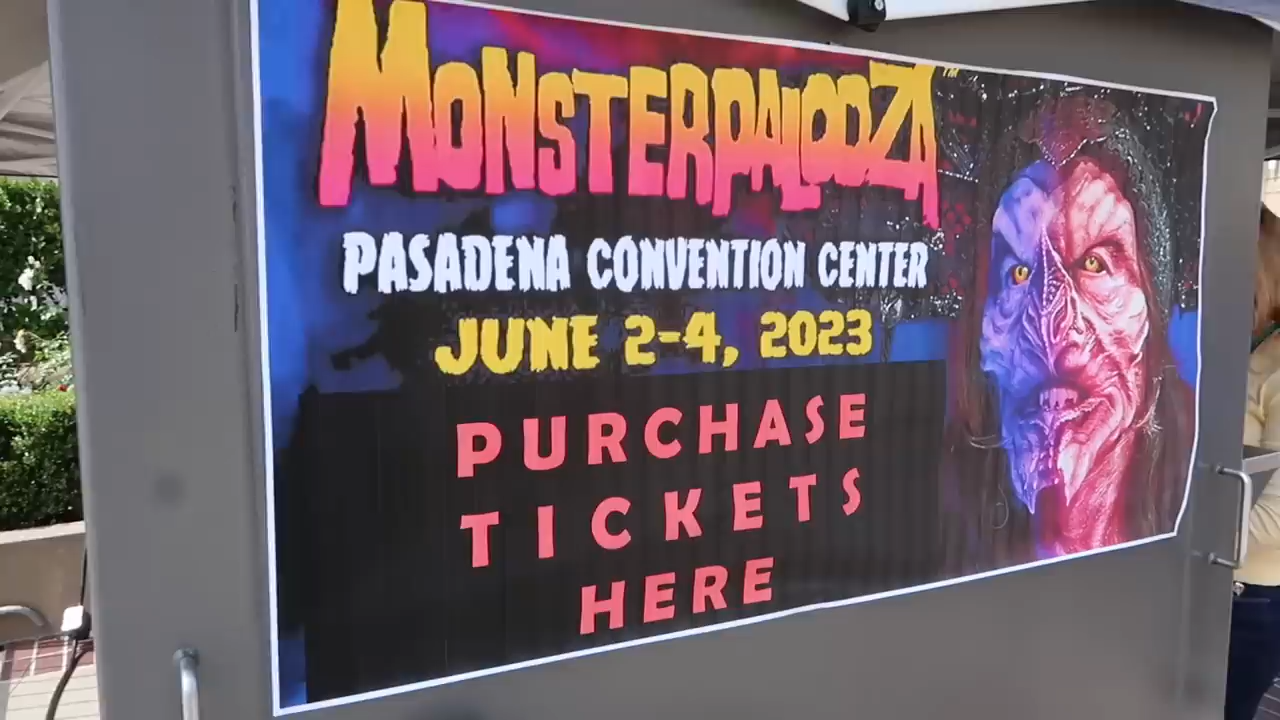 MONSTERPALOOZA™
PASADENA CONVENTION CENTER
JUNE 2-4, 2023
PURCHASE
TICKETS
HERE